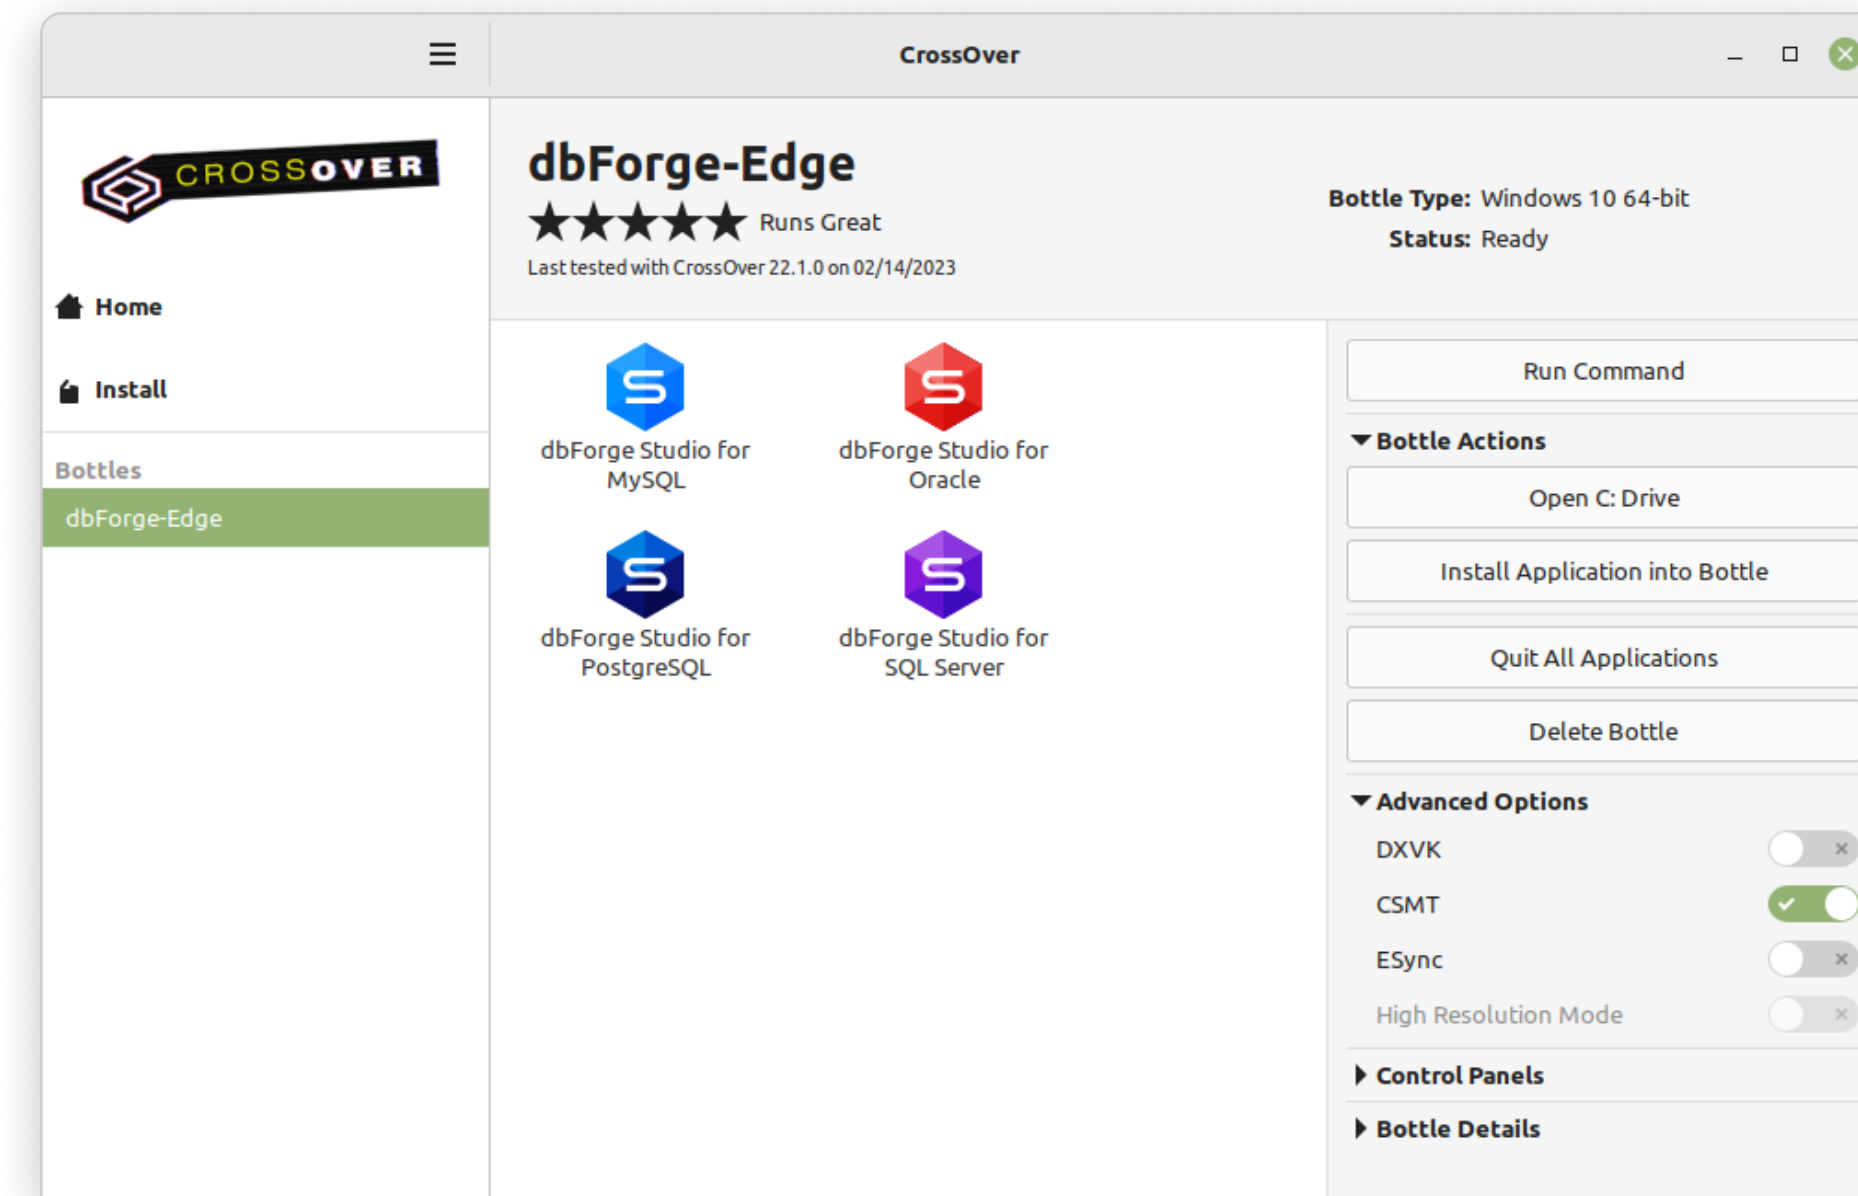 CrossOver
CROSSOVER
Home
Install
Bottles
dbForge-Edge
dbForge-Edge
Runs Great
Last tested with CrossOver 22.1.0 on 02/14/2023
Bottle Type: Windows 10 64-bit
Status: Ready
dbForge Studio for
MySQL
dbForge Studio for
Oracle
dbForge Studio for
PostgreSQL
dbForge Studio for
SQL Server
Run Command
Bottle Actions
Open C: Drive
Install Application into Bottle
Quit All Applications
Delete Bottle
Advanced Options
DXVK
CSMT
ESync
High Resolution Mode
Control Panels
Bottle Details